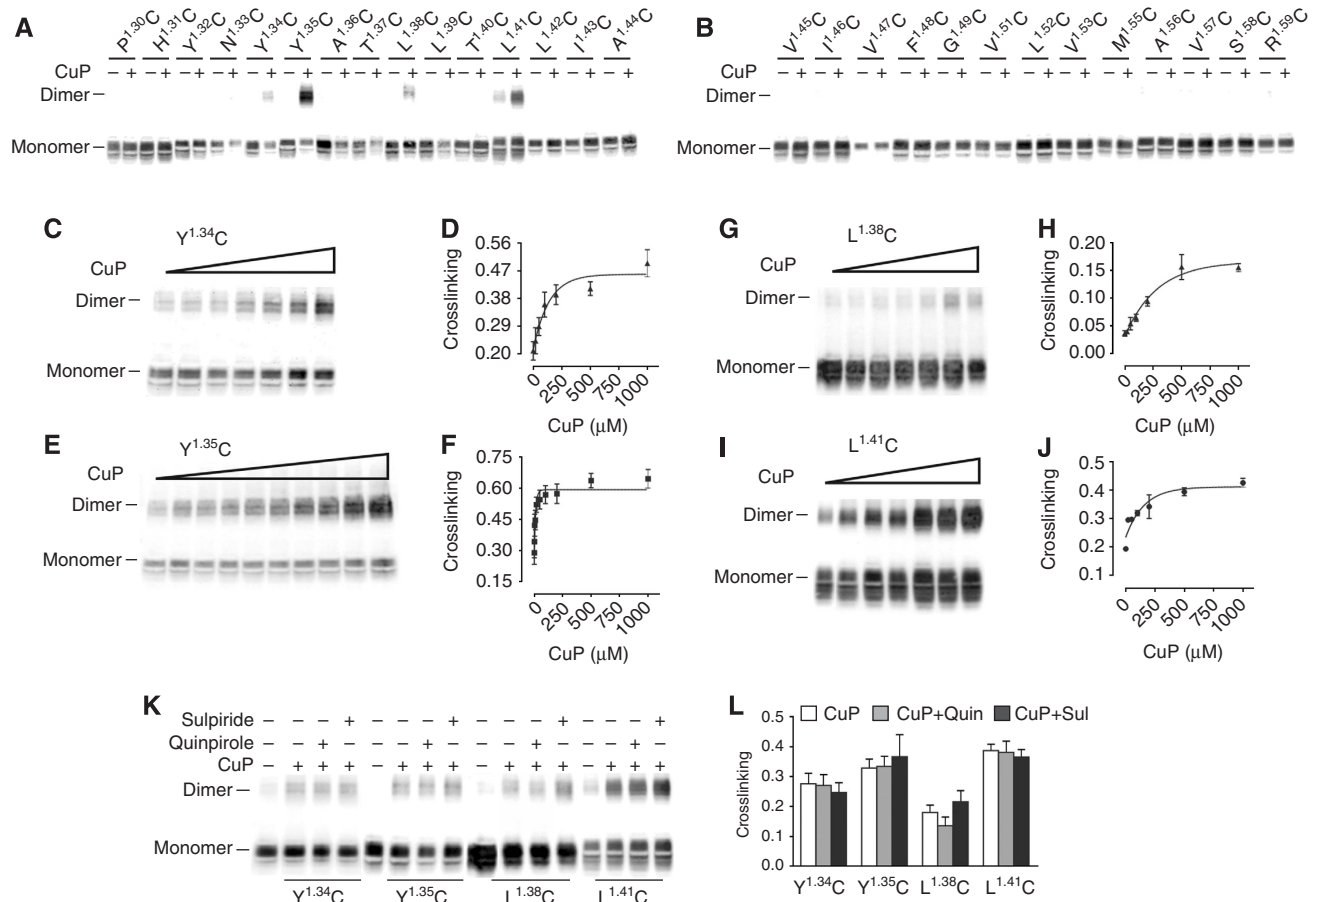 A P1.30C H1.31C Y1.32C N1.33C Y1.34C Y1.35C A1.36C T1.37C L1.38C L1.39C T1.40C L1.41C L1.42C I1.43C A1.44C
CuP − + − + − + − + − + − + − + − + − + − + − + − + − + − + − +
Dimer
Monomer
B V1.45C I1.46C V1.47C F1.48C G1.49C V1.51C L1.52C V1.53C M1.55C A1.56C V1.57C S1.58C R1.59C
CuP − + − + − + − + − + − + − + − + − + − + − + − + − +
Dimer
Monomer
C
Y1.34C
CuP
Dimer
Monomer
D
Crosslinking
0.56
0.47
0.38
0.29
0.20
0 250 500 750 1000
CuP (μM)
G
L1.38C
CuP
Dimer
Monomer
H
Crosslinking
0.20
0.15
0.10
0.05
0.00
0 250 500 750 1000
CuP (μM)
E
Y1.35C
CuP
Dimer
Monomer
F
Crosslinking
0.75
0.60
0.45
0.30
0.15
0 250 500 750 1000
CuP (μM)
I
L1.41C
CuP
Dimer
Monomer
J
Crosslinking
0.5
0.4
0.3
0.2
0.1
0 250 500 750 1000
CuP (μM)
K
Sulpiride − − − + − − − + − − − + − − − +
Quinpirole − − + − − − + − − − + − − − + −
CuP − + + + − + + + − + + + − + + +
Dimer
Monomer
Y1.34C Y1.35C L1.38C L1.41C
L
CuP CuP+Quin CuP+Sul
Crosslinking
0.5
0.4
0.3
0.2
0.1
0.0
Y1.34C Y1.35C L1.38C L1.41C